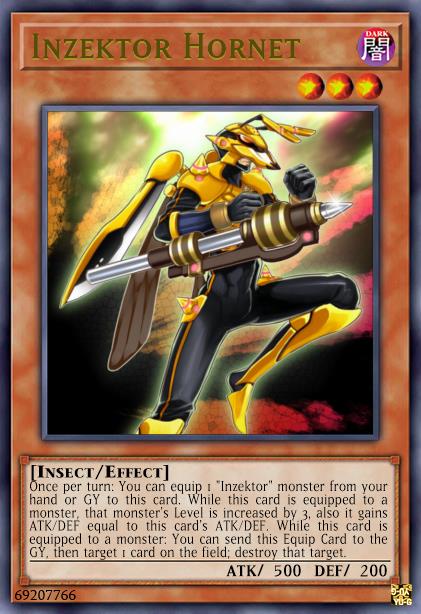 Inzektor Hornet
DARK
闇
[Insect/Effect]
Once per turn: You can equip 1 "Inzektor" monster from your
hand or GY to this card. While this card is equipped to a
monster, that monster's Level is increased by 3, also it gains
ATK/DEF equal to this card's ATK/DEF. While this card is
equipped to a monster: You can send this Equip Card to the
GY, then target 1 card on the field; destroy that target.
ATK/ 500 DEF/ 200
69207766